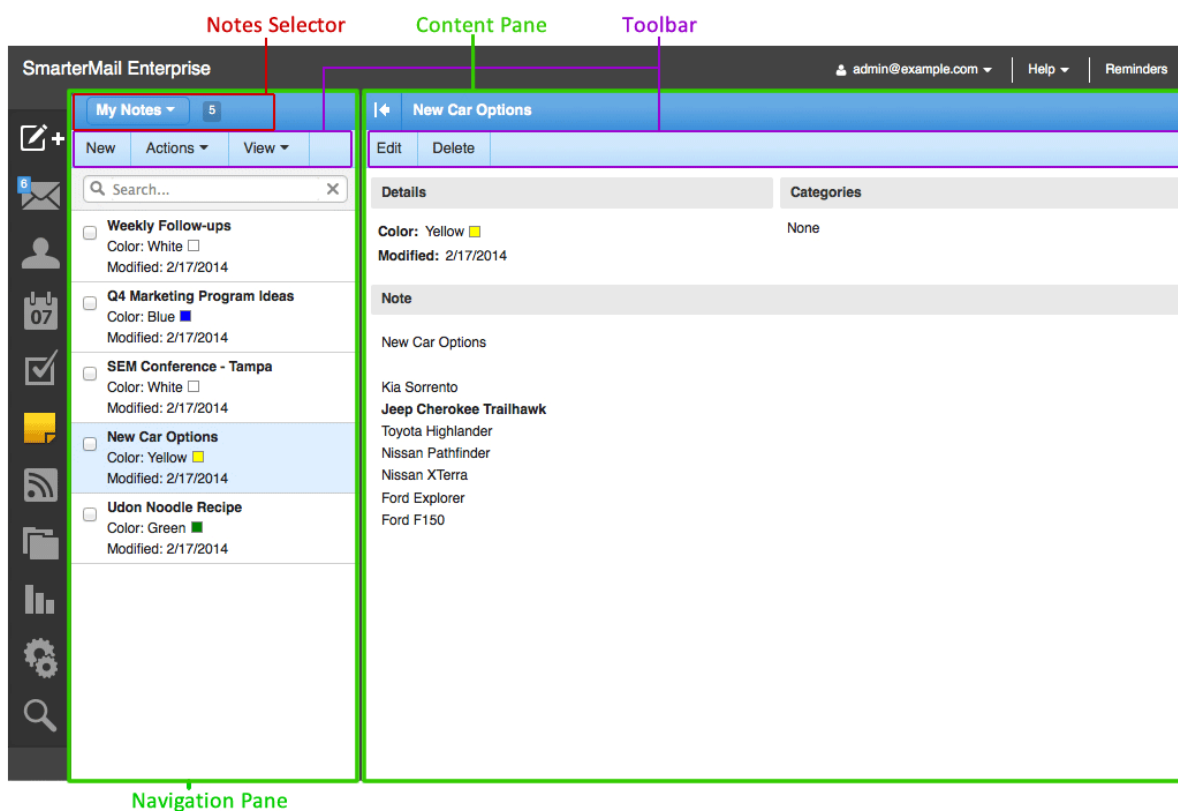 Notes Selector
Content Pane
Toolbar
SmarterMail Enterprise
admin@example.com
Help
Reminders
My Notes
5
New Car Options
New
Actions
View
Edit
Delete
6
07
Search...
Weekly Follow-ups
Color: White
Modified: 2/17/2014
Q4 Marketing Program Ideas
Color: Blue
Modified: 2/17/2014
SEM Conference - Tampa
Color: White
Modified: 2/17/2014
New Car Options
Color: Yellow
Modified: 2/17/2014
Udon Noodle Recipe
Color: Green
Modified: 2/17/2014
Details
Categories
Color: Yellow
None
Modified: 2/17/2014
Note
New Car Options
Kia Sorrento
Jeep Cherokee Trailhawk
Toyota Highlander
Nissan Pathfinder
Nissan XTerra
Ford Explorer
Ford F150
Navigation Pane